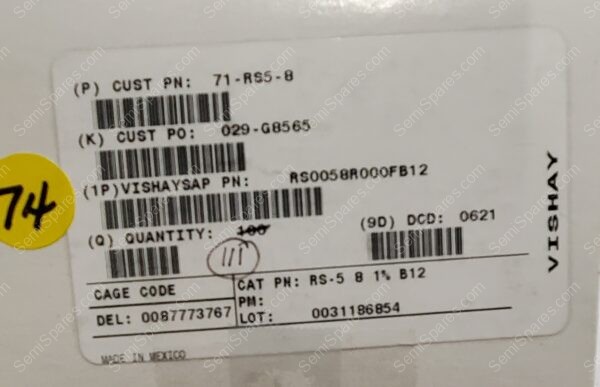 (P) CUST PN: 71-RS5-8
(K) CUST PO: 029-G8565
(1P)VISHAYSAP PN: RS0058R000FB12
(Q) QUANTITY: 100
111
(9D) DCD: 0621
VISHAY
74
CAGE CODE
CAT PN: RS-5 8 1% B12
PM:
DEL: 0087773767
LOT: 0031186854
MADE IN MEXICO
SemiSpares.com